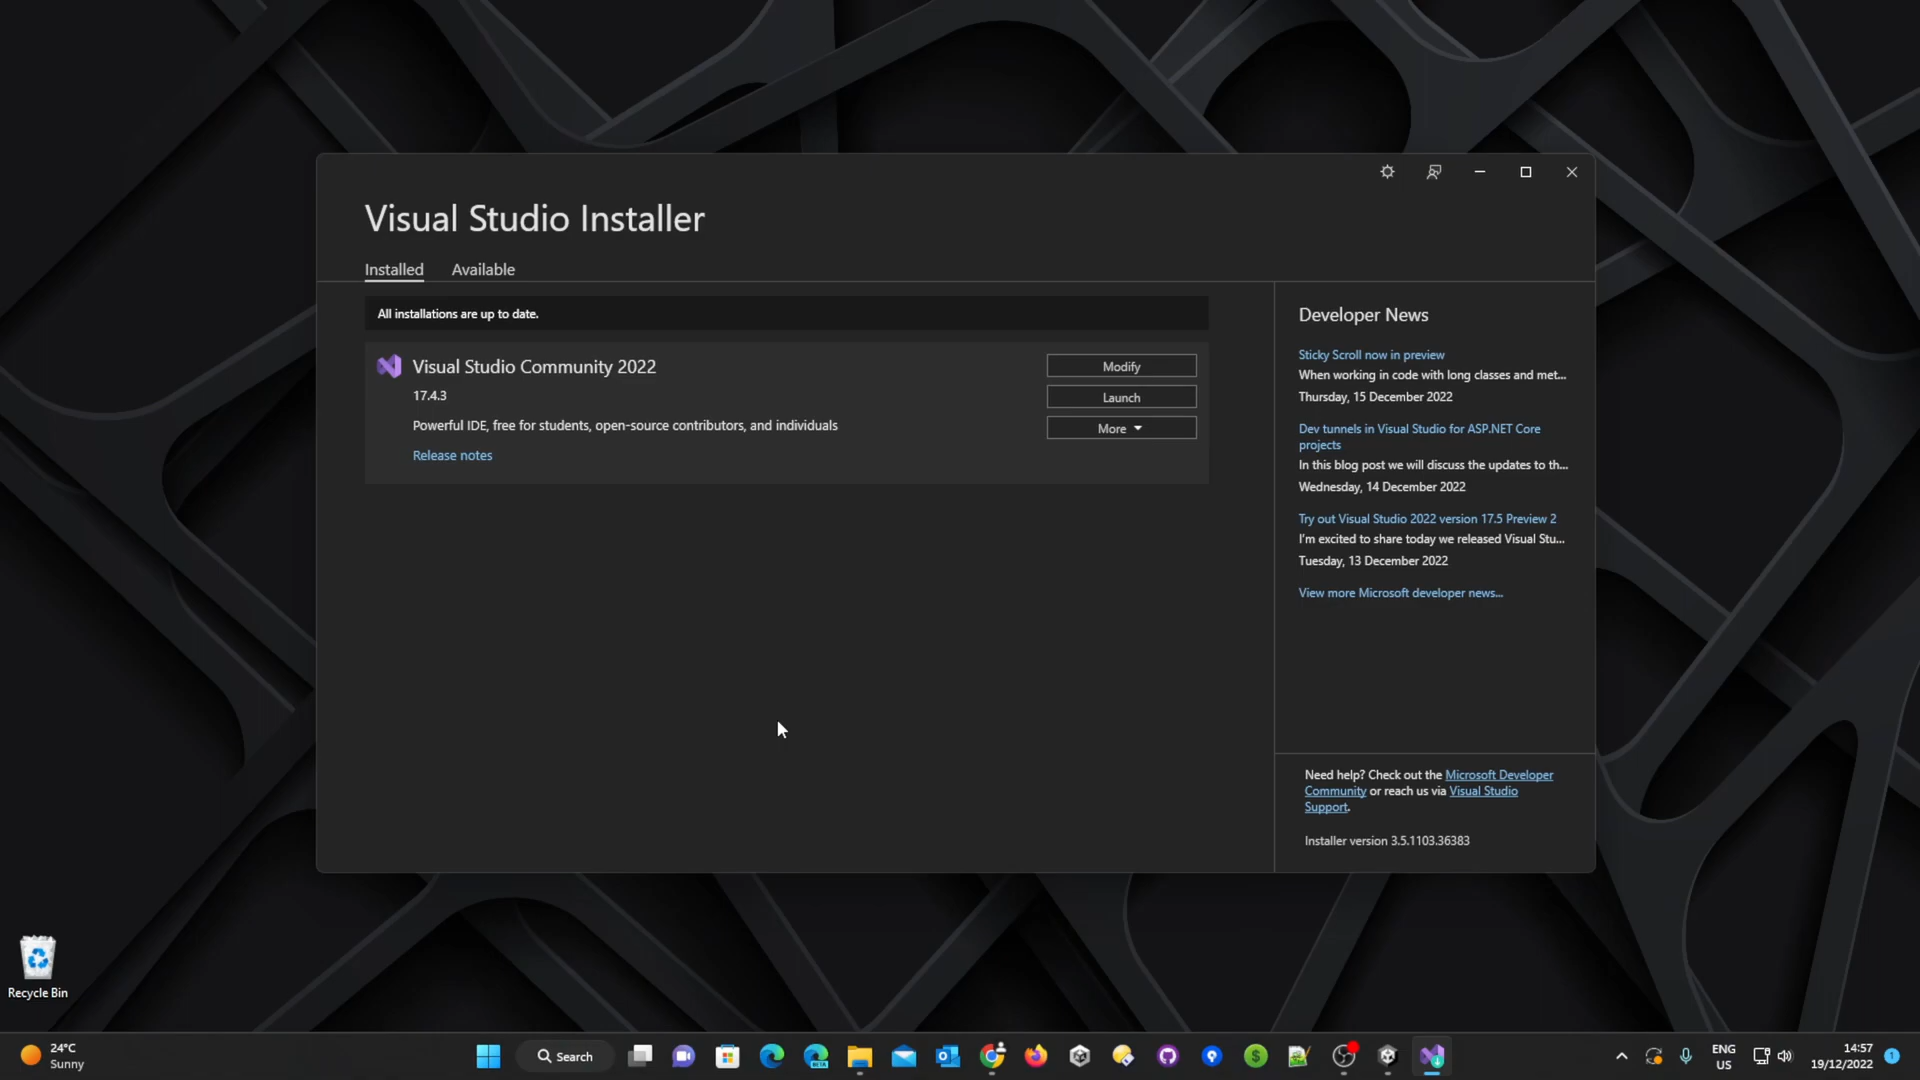 Visual Studio Installer
Installed
Available
All installations are up to date.
Visual Studio Community 2022
17.4.3
Powerful IDE, free for students, open-source contributors, and individuals
Release notes
Modify
Launch
More
Developer News
Sticky Scroll now in preview
When working in code with long classes and met...
Thursday, 15 December 2022
Dev tunnels in Visual Studio for ASP.NET Core
projects
In this blog post we will discuss the updates to th...
Wednesday, 14 December 2022
Try out Visual Studio 2022 version 17.5 Preview 2
I'm excited to share today we released Visual Stu...
Tuesday, 13 December 2022
View more Microsoft developer news...
Need help? Check out the Microsoft Developer
Community or reach us via Visual Studio
Support.
Installer version 3.5.1103.36383
Recycle Bin
24°C
Sunny
Search
BETA
ENG
US
14:57
19/12/2022
1